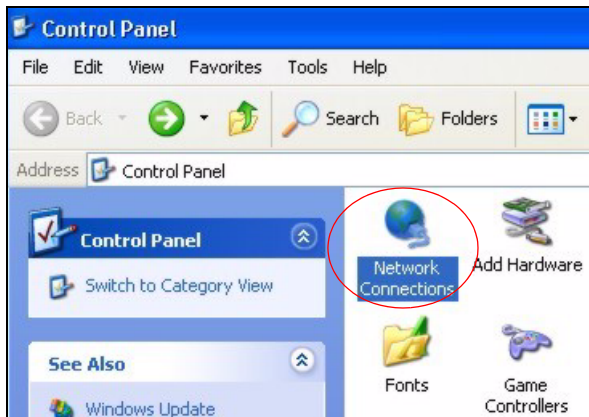 Control Panel
File Edit View Favorites Tools Help
Back Search Folders
Address Control Panel
Control Panel
Switch to Category View
See Also
Windows Update
Network
Connections
Add Hardware
Fonts
Game
Controllers